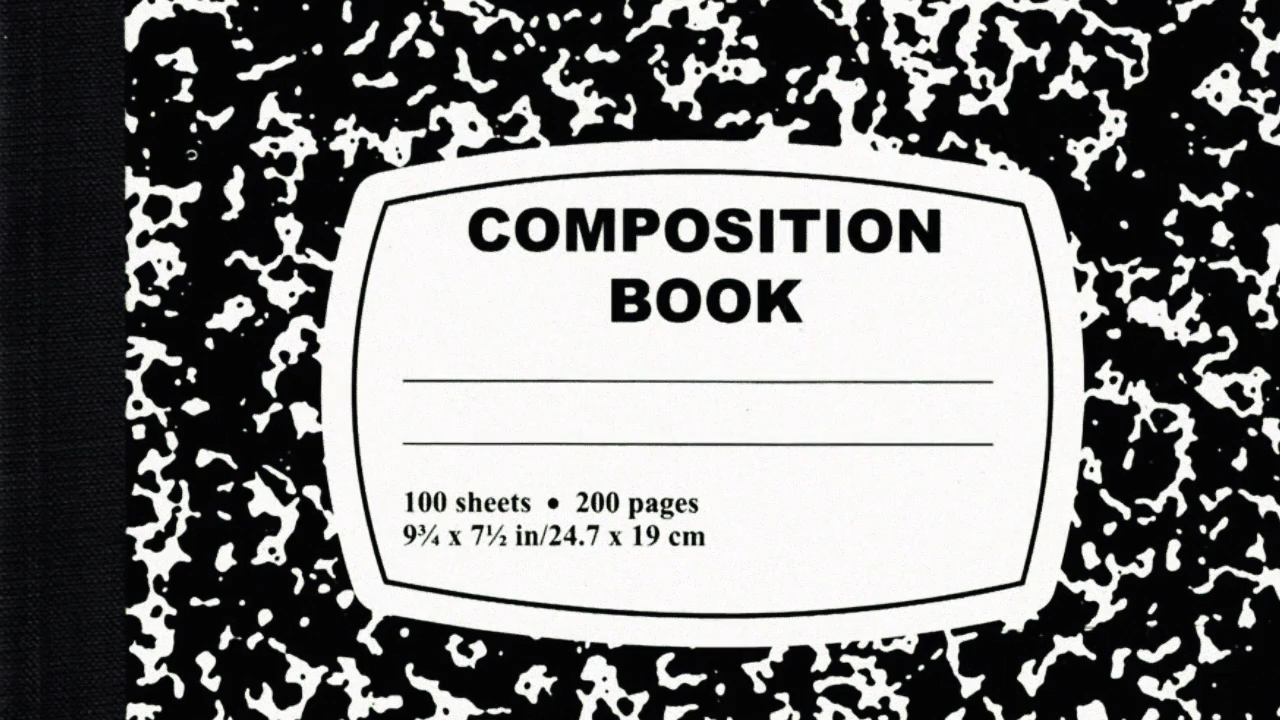 COMPOSITION
BOOK
100 sheets • 200 pages
9¾ x 7½ in/24.7 x 19 cm